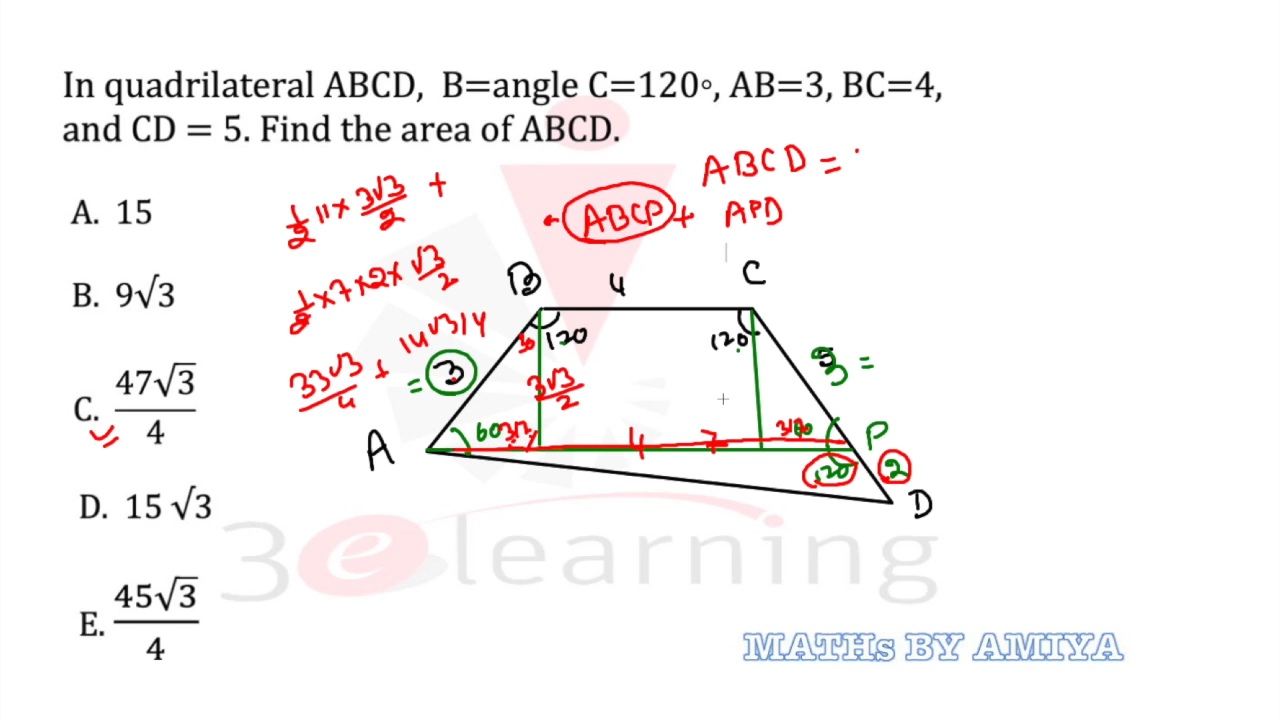 In quadrilateral ABCD, B=angle C=120∘, AB=3, BC=4,
and CD = 5. Find the area of ABCD.
A. 15
B. 9√3
C. 47√3/4
D. 15 √3
E. 45√3/4
ABCD =
ABCP + APD
1/2 11 × 3√3/2 +
1/2 × 7 × 2 × √3/2
33√3/4 + 14√3/4
= 3
B 4 C
120 120
3√3/2
A 60 4 7 P
120 2
D
3elearning
MATHs BY AMIYA